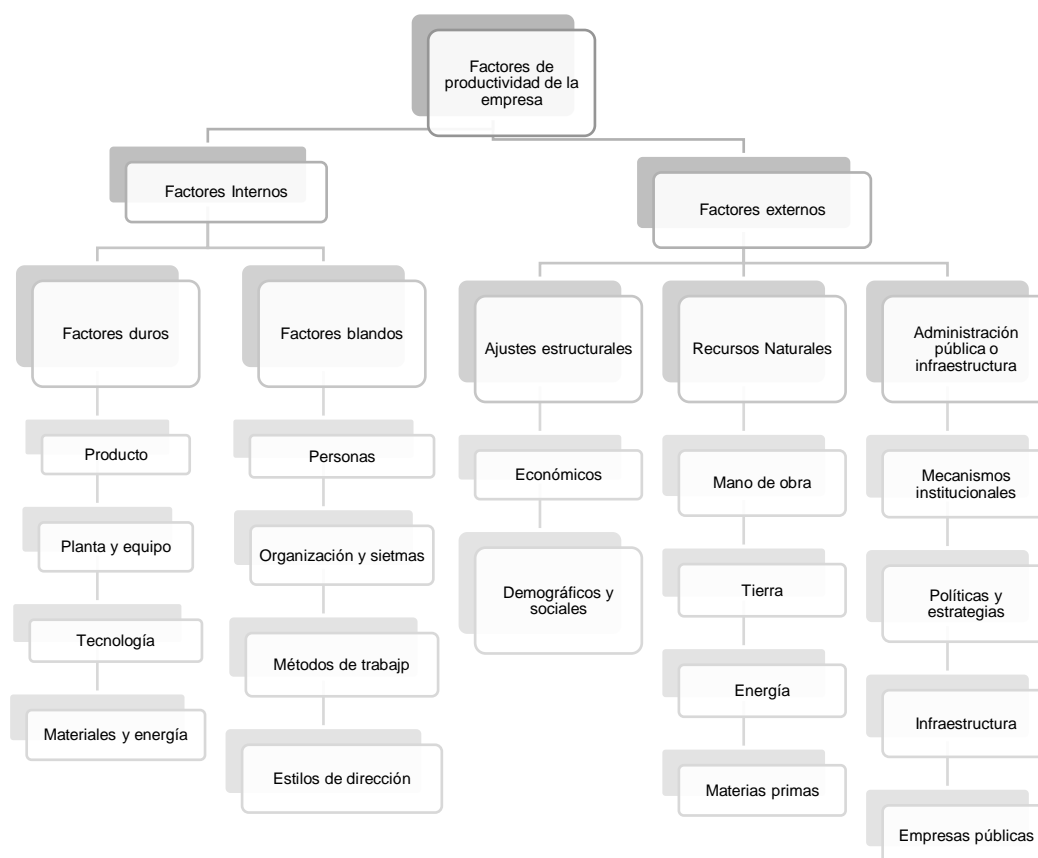 Factores de
productividad de la
empresa
Factores Internos
Factores externos
Factores duros
Factores blandos
Ajustes estructurales
Recursos Naturales
Administración
pública o
infraestructura
Producto
Personas
Económicos
Mano de obra
Mecanismos
institucionales
Planta y equipo
Organización y sietmas
Demográficos y
sociales
Tierra
Políticas y
estrategias
Tecnología
Métodos de trabajp
Energía
Infraestructura
Materiales y energía
Estilos de dirección
Materias primas
Empresas públicas